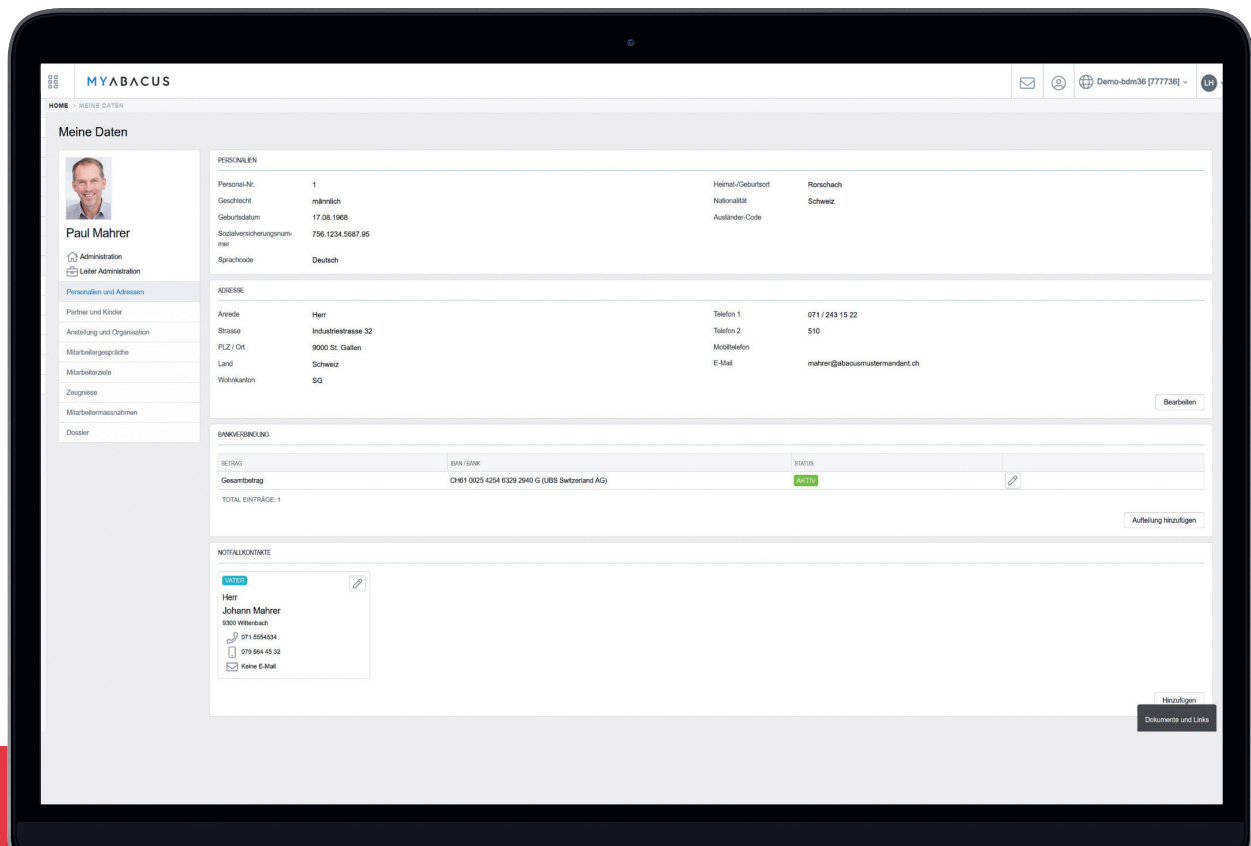 MYΛBΛCUS
Demo-bdm36 [777736]
LH
HOME › MEINE DATEN
Meine Daten
Paul Mahrer
Administration
Leiter Administration
Personalien und Adressen
Partner und Kinder
Anstellung und Organisation
Mitarbeitergespräche
Mitarbeiterziele
Zeugnisse
Mitarbeitermassnahmen
Dossier
PERSONALIEN
Personal-Nr. 1
Geschlecht männlich
Geburtsdatum 17.08.1968
Sozialversicherungsnum-
mer 756.1234.5687.95
Sprachcode Deutsch
Heimat-/Geburtsort Rorschach
Nationalität Schweiz
Ausländer-Code
ADRESSE
Anrede Herr
Strasse Industriestrasse 32
PLZ / Ort 9000 St. Gallen
Land Schweiz
Wohnkanton SG
Telefon 1 071 / 243 15 22
Telefon 2 510
Mobiltelefon
E-Mail mahrer@abacusmustermandant.ch
Bearbeiten
BANKVERBINDUNG
BETRAG IBAN / BANK STATUS
Gesamtbetrag CH61 0025 4254 6329 2940 G (UBS Switzerland AG) AKTIV
TOTAL EINTRÄGE: 1
Aufteilung hinzufügen
NOTFALLKONTAKTE
VATER
Herr
Johann Mahrer
9300 Wittenbach
071 5554534
079 564 45 32
Keine E-Mail
Hinzufügen
Dokumente und Links